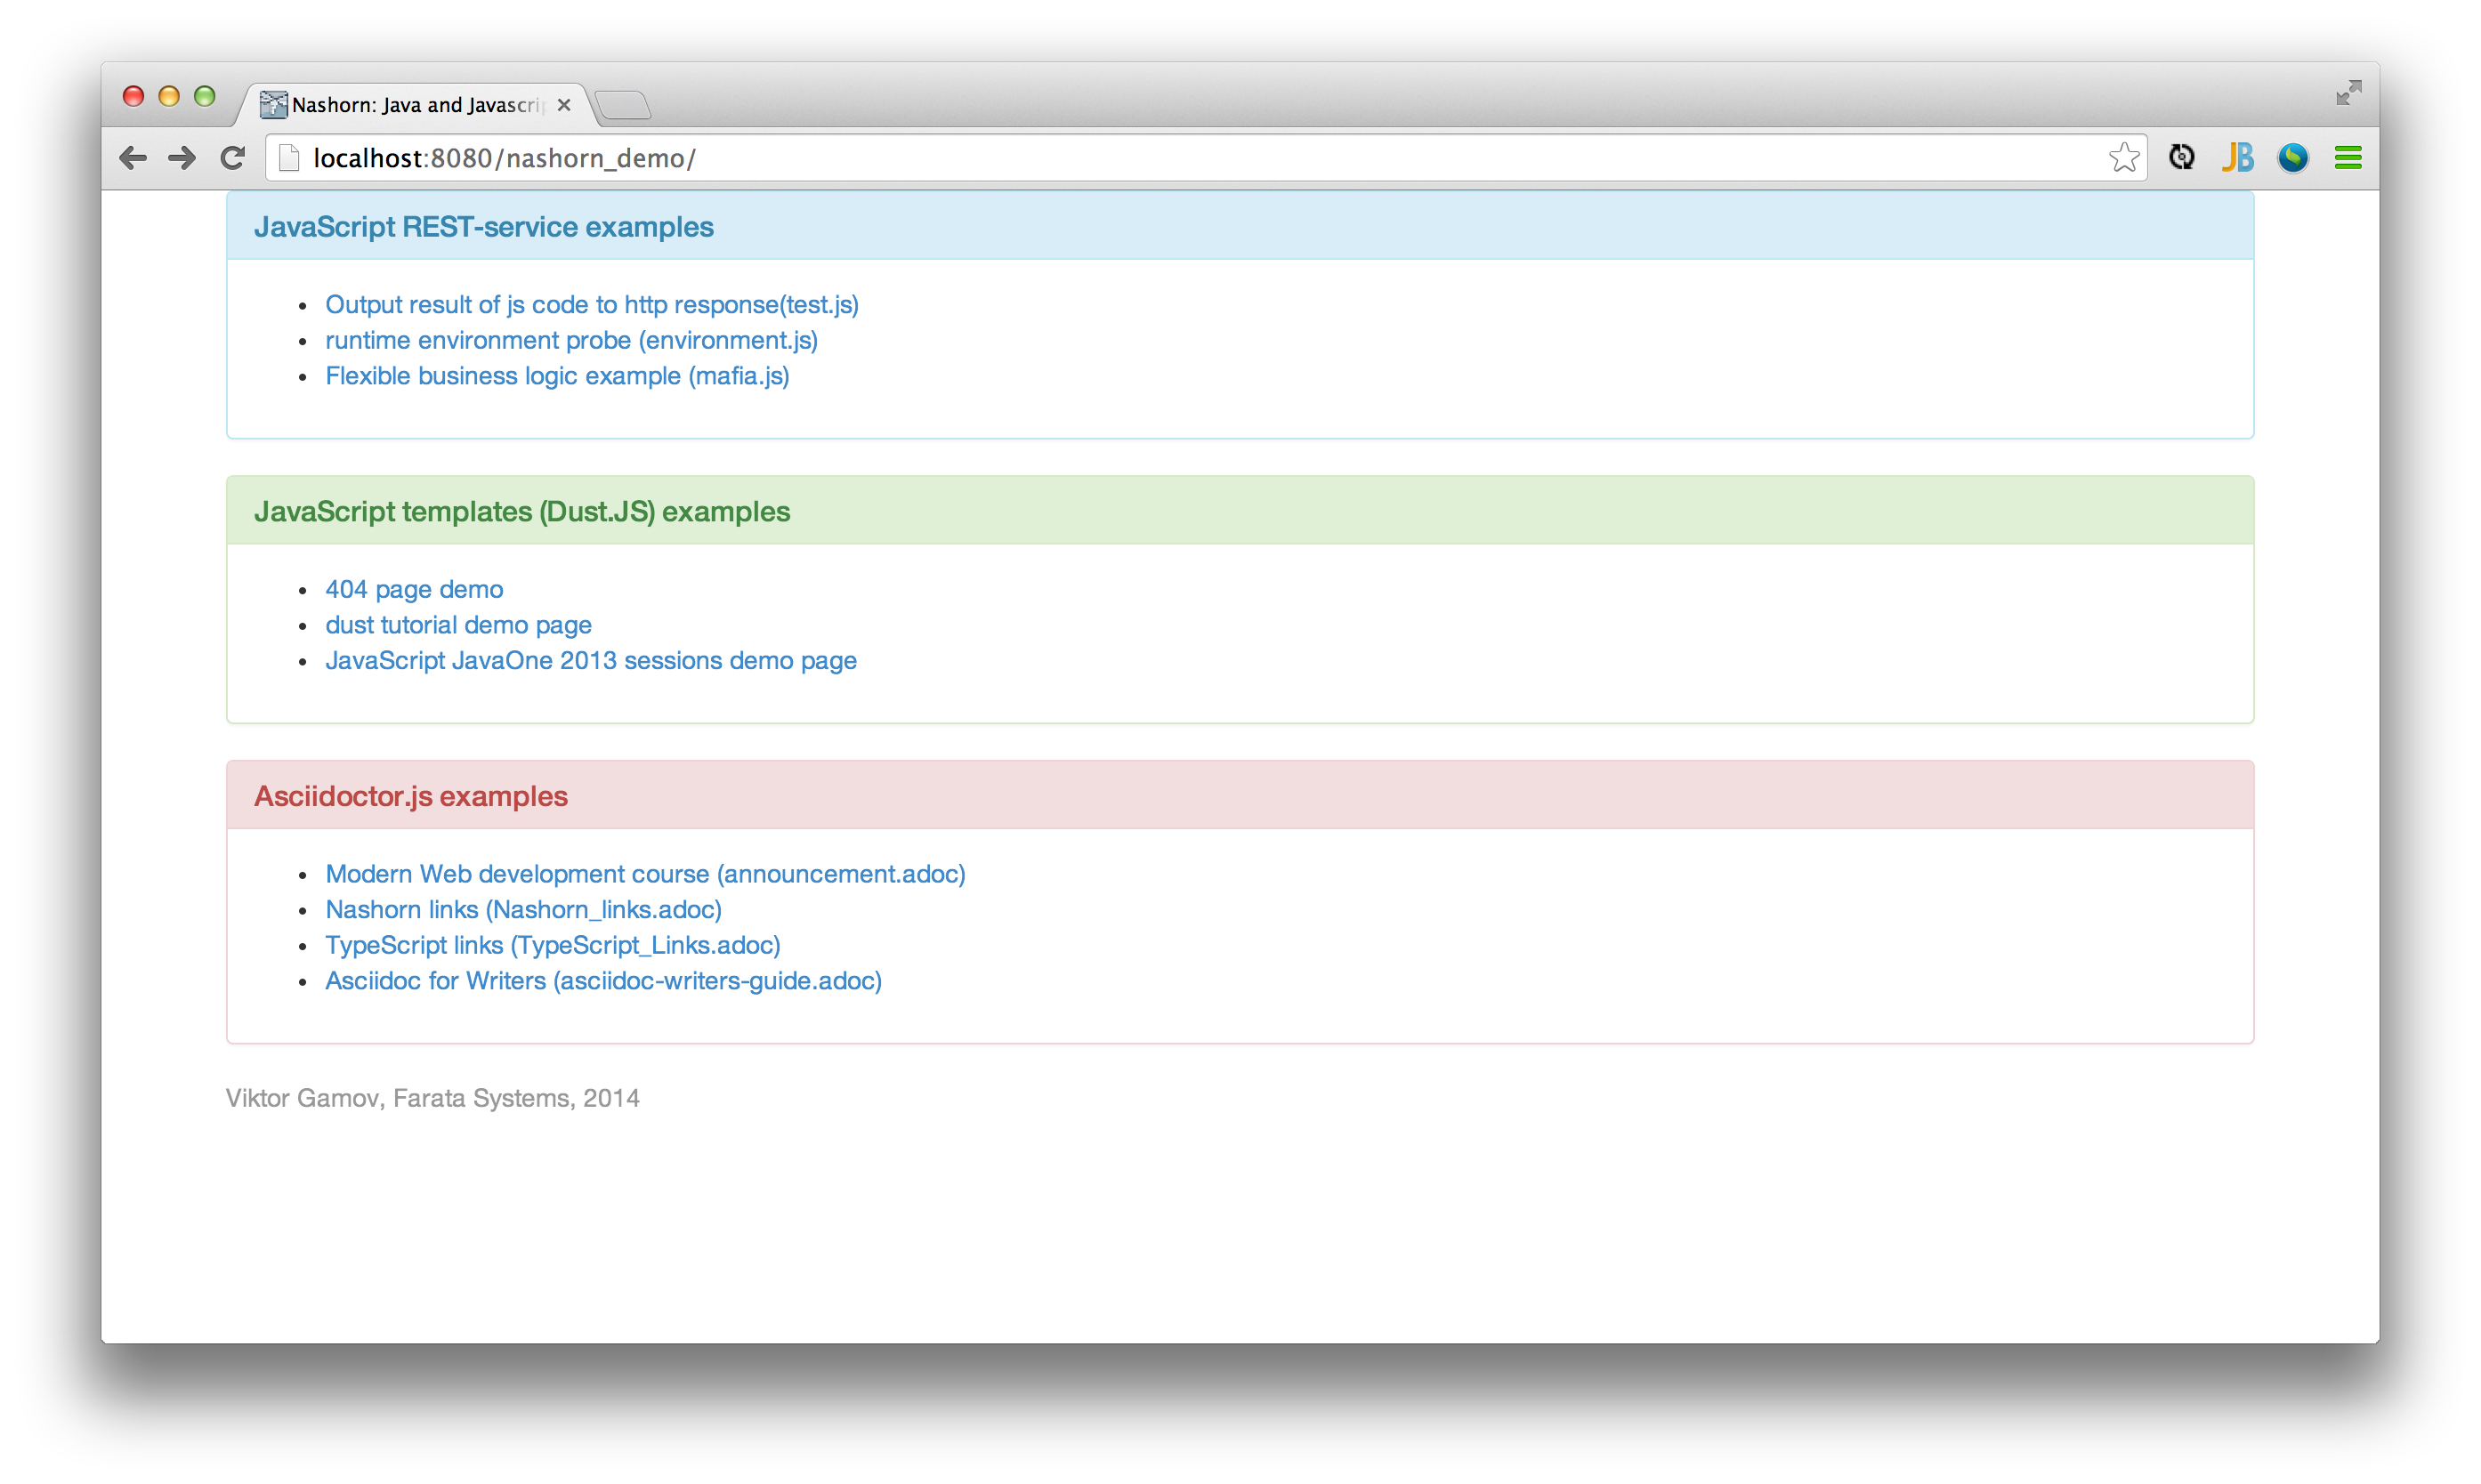 Nashorn: Java and Javascri
localhost:8080/nashorn_demo/
JB
JavaScript REST-service examples
Output result of js code to http response(test.js)
runtime environment probe (environment.js)
Flexible business logic example (mafia.js)
JavaScript templates (Dust.JS) examples
404 page demo
dust tutorial demo page
JavaScript JavaOne 2013 sessions demo page
Asciidoctor.js examples
Modern Web development course (announcement.adoc)
Nashorn links (Nashorn_links.adoc)
TypeScript links (TypeScript_Links.adoc)
Asciidoc for Writers (asciidoc-writers-guide.adoc)
Viktor Gamov, Farata Systems, 2014